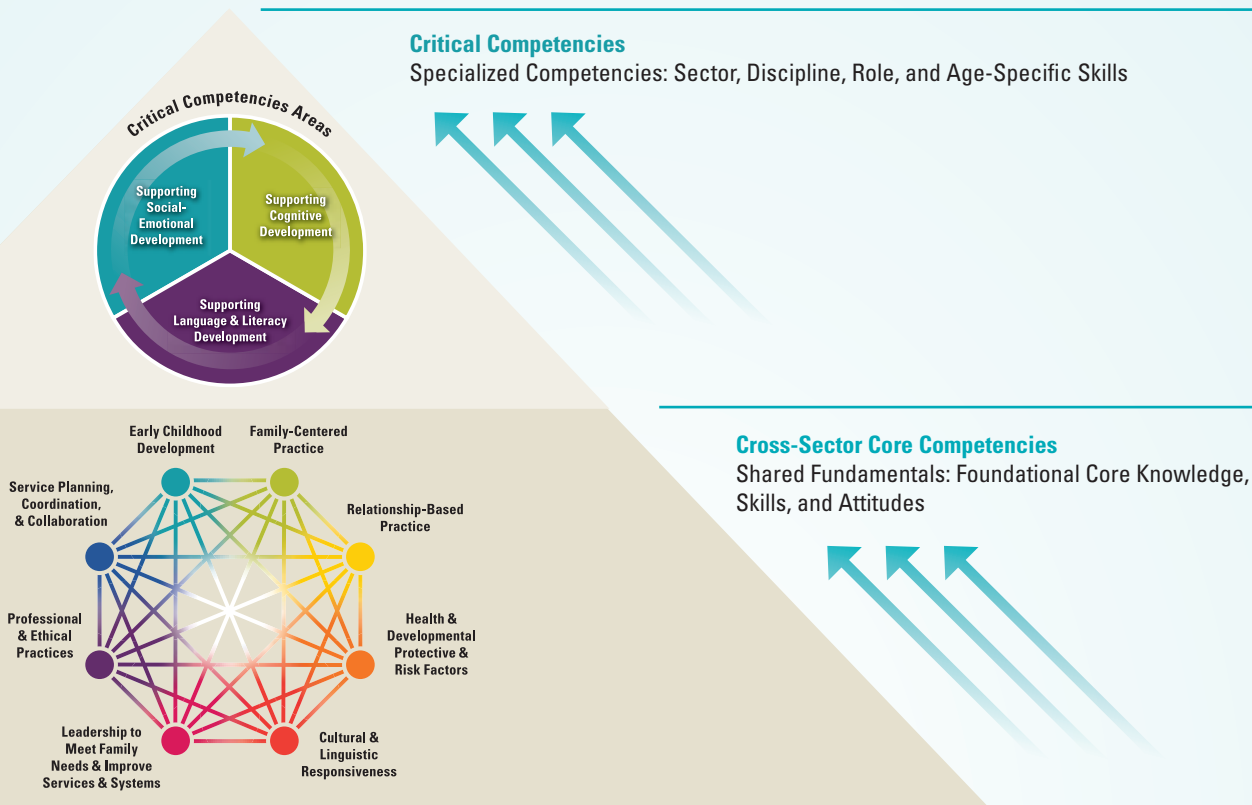 Critical Competencies
Specialized Competencies: Sector, Discipline, Role, and Age-Specific Skills
Critical Competencies Areas
Supporting
Social-
Emotional
Development
Supporting
Cognitive
Development
Supporting
Language & Literacy
Development
Cross-Sector Core Competencies
Shared Fundamentals: Foundational Core Knowledge,
Skills, and Attitudes
Early Childhood
Development
Family-Centered
Practice
Service Planning,
Coordination,
& Collaboration
Relationship-Based
Practice
Professional
& Ethical
Practices
Health &
Developmental
Protective &
Risk Factors
Leadership to
Meet Family
Needs & Improve
Services & Systems
Cultural &
Linguistic
Responsiveness